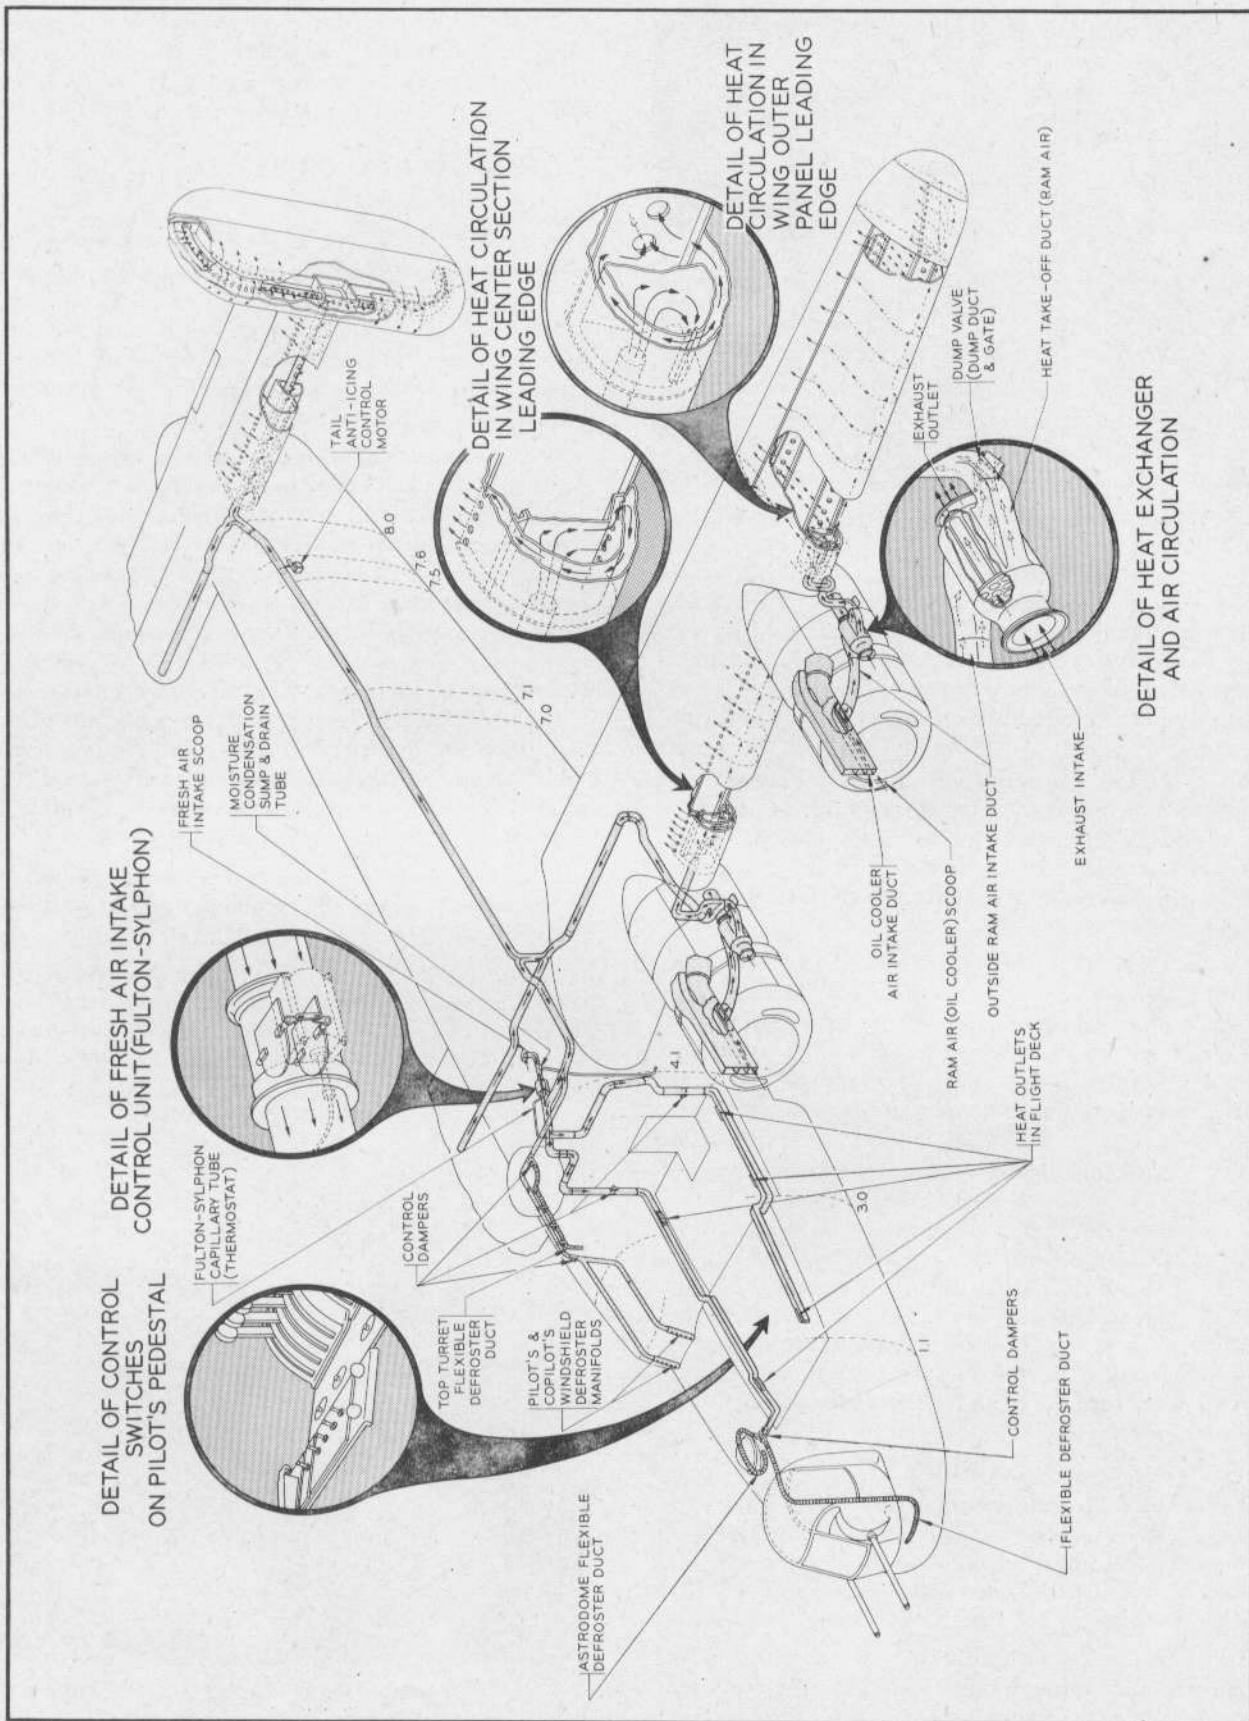 DETAIL OF CONTROL
SWITCHES
ON PILOT'S PEDESTAL
DETAIL OF FRESH AIR INTAKE
CONTROL UNIT (FULTON-SYLPHON)
FULTON-SYLPHON
CAPILLARY TUBE
(THERMOSTAT)
FRESH AIR
INTAKE SCOOP
MOISTURE
CONDENSATION
SUMP & DRAIN
TUBE
TAIL
ANTI-ICING
CONTROL
MOTOR
8.0
7.6
7.5
7.1
7.0
DETAIL OF HEAT CIRCULATION
IN WING CENTER SECTION
LEADING EDGE
DETAIL OF HEAT
CIRCULATION IN
WING OUTER
PANEL LEADING
EDGE
CONTROL
DAMPERS
TOP TURRET
FLEXIBLE
DEFROSTER
DUCT
PILOT'S &
COPILOT'S
WINDSHIELD
DEFROSTER
MANIFOLDS
ASTRODOME FLEXIBLE
DEFROSTER DUCT
4.1
3.0
1.1
OIL COOLER
AIR INTAKE DUCT
RAM AIR (OIL COOLER) SCOOP
OUTSIDE RAM AIR INTAKE DUCT
EXHAUST
OUTLET
DUMP VALVE
(DUMP DUCT
& GATE)
HEAT TAKE-OFF DUCT (RAM AIR)
EXHAUST INTAKE
HEAT OUTLETS
IN FLIGHT DECK
CONTROL DAMPERS
FLEXIBLE DEFROSTER DUCT
DETAIL OF HEAT EXCHANGER
AND AIR CIRCULATION